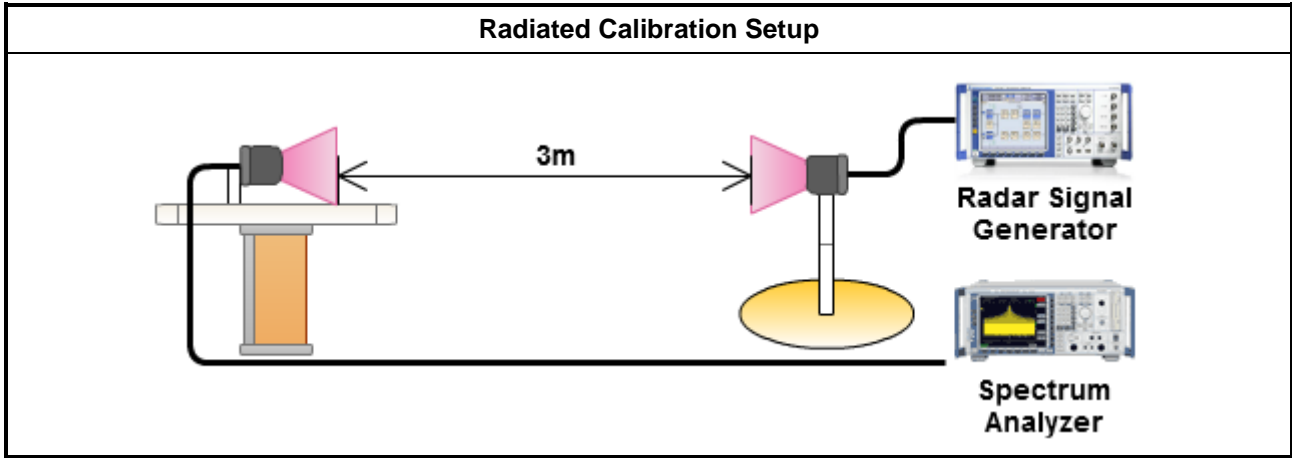 Radiated Calibration Setup
3m
Radar Signal
Generator
Spectrum
Analyzer